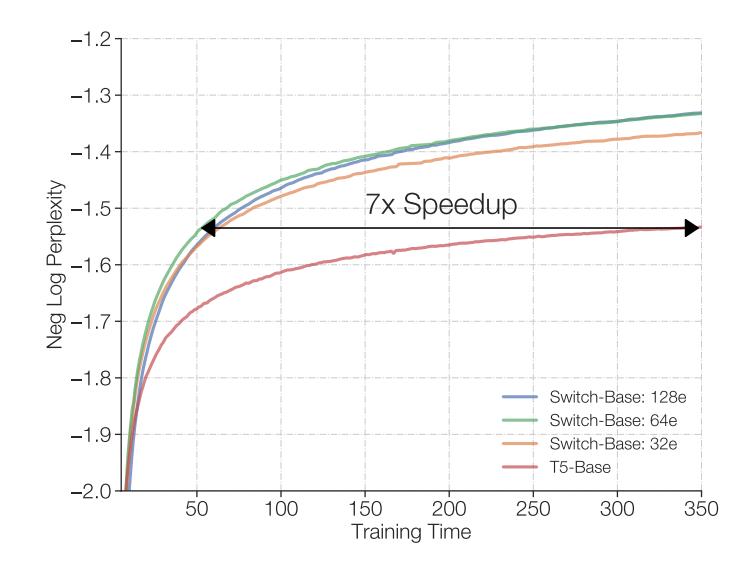 −1.2
−1.3
−1.4
−1.5
−1.6
−1.7
−1.8
−1.9
−2.0
Neg Log Perplexity
7x Speedup
Switch-Base: 128e
Switch-Base: 64e
Switch-Base: 32e
T5-Base
50 100 150 200 250 300 350
Training Time